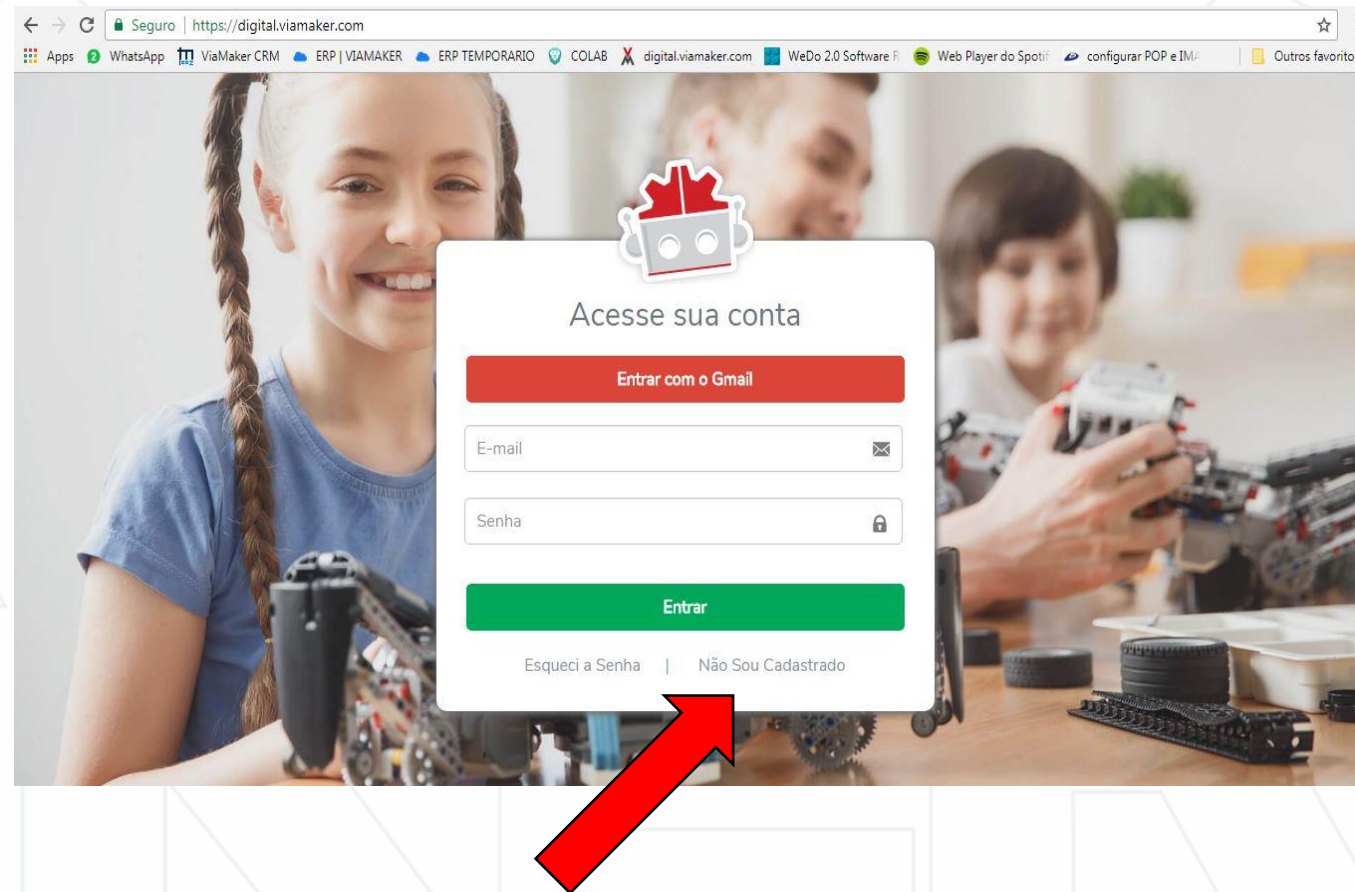 Seguro | https://digital.viamaker.com
Apps 2 WhatsApp ViaMaker CRM ERP | VIAMAKER ERP TEMPORARIO COLAB digital.viamaker.com WeDo 2.0 Software R Web Player do Spotif configurar POP e IMA Outros favorito
Acesse sua conta
Entrar com o Gmail
E-mail
Senha
Entrar
Esqueci a Senha | Não Sou Cadastrado